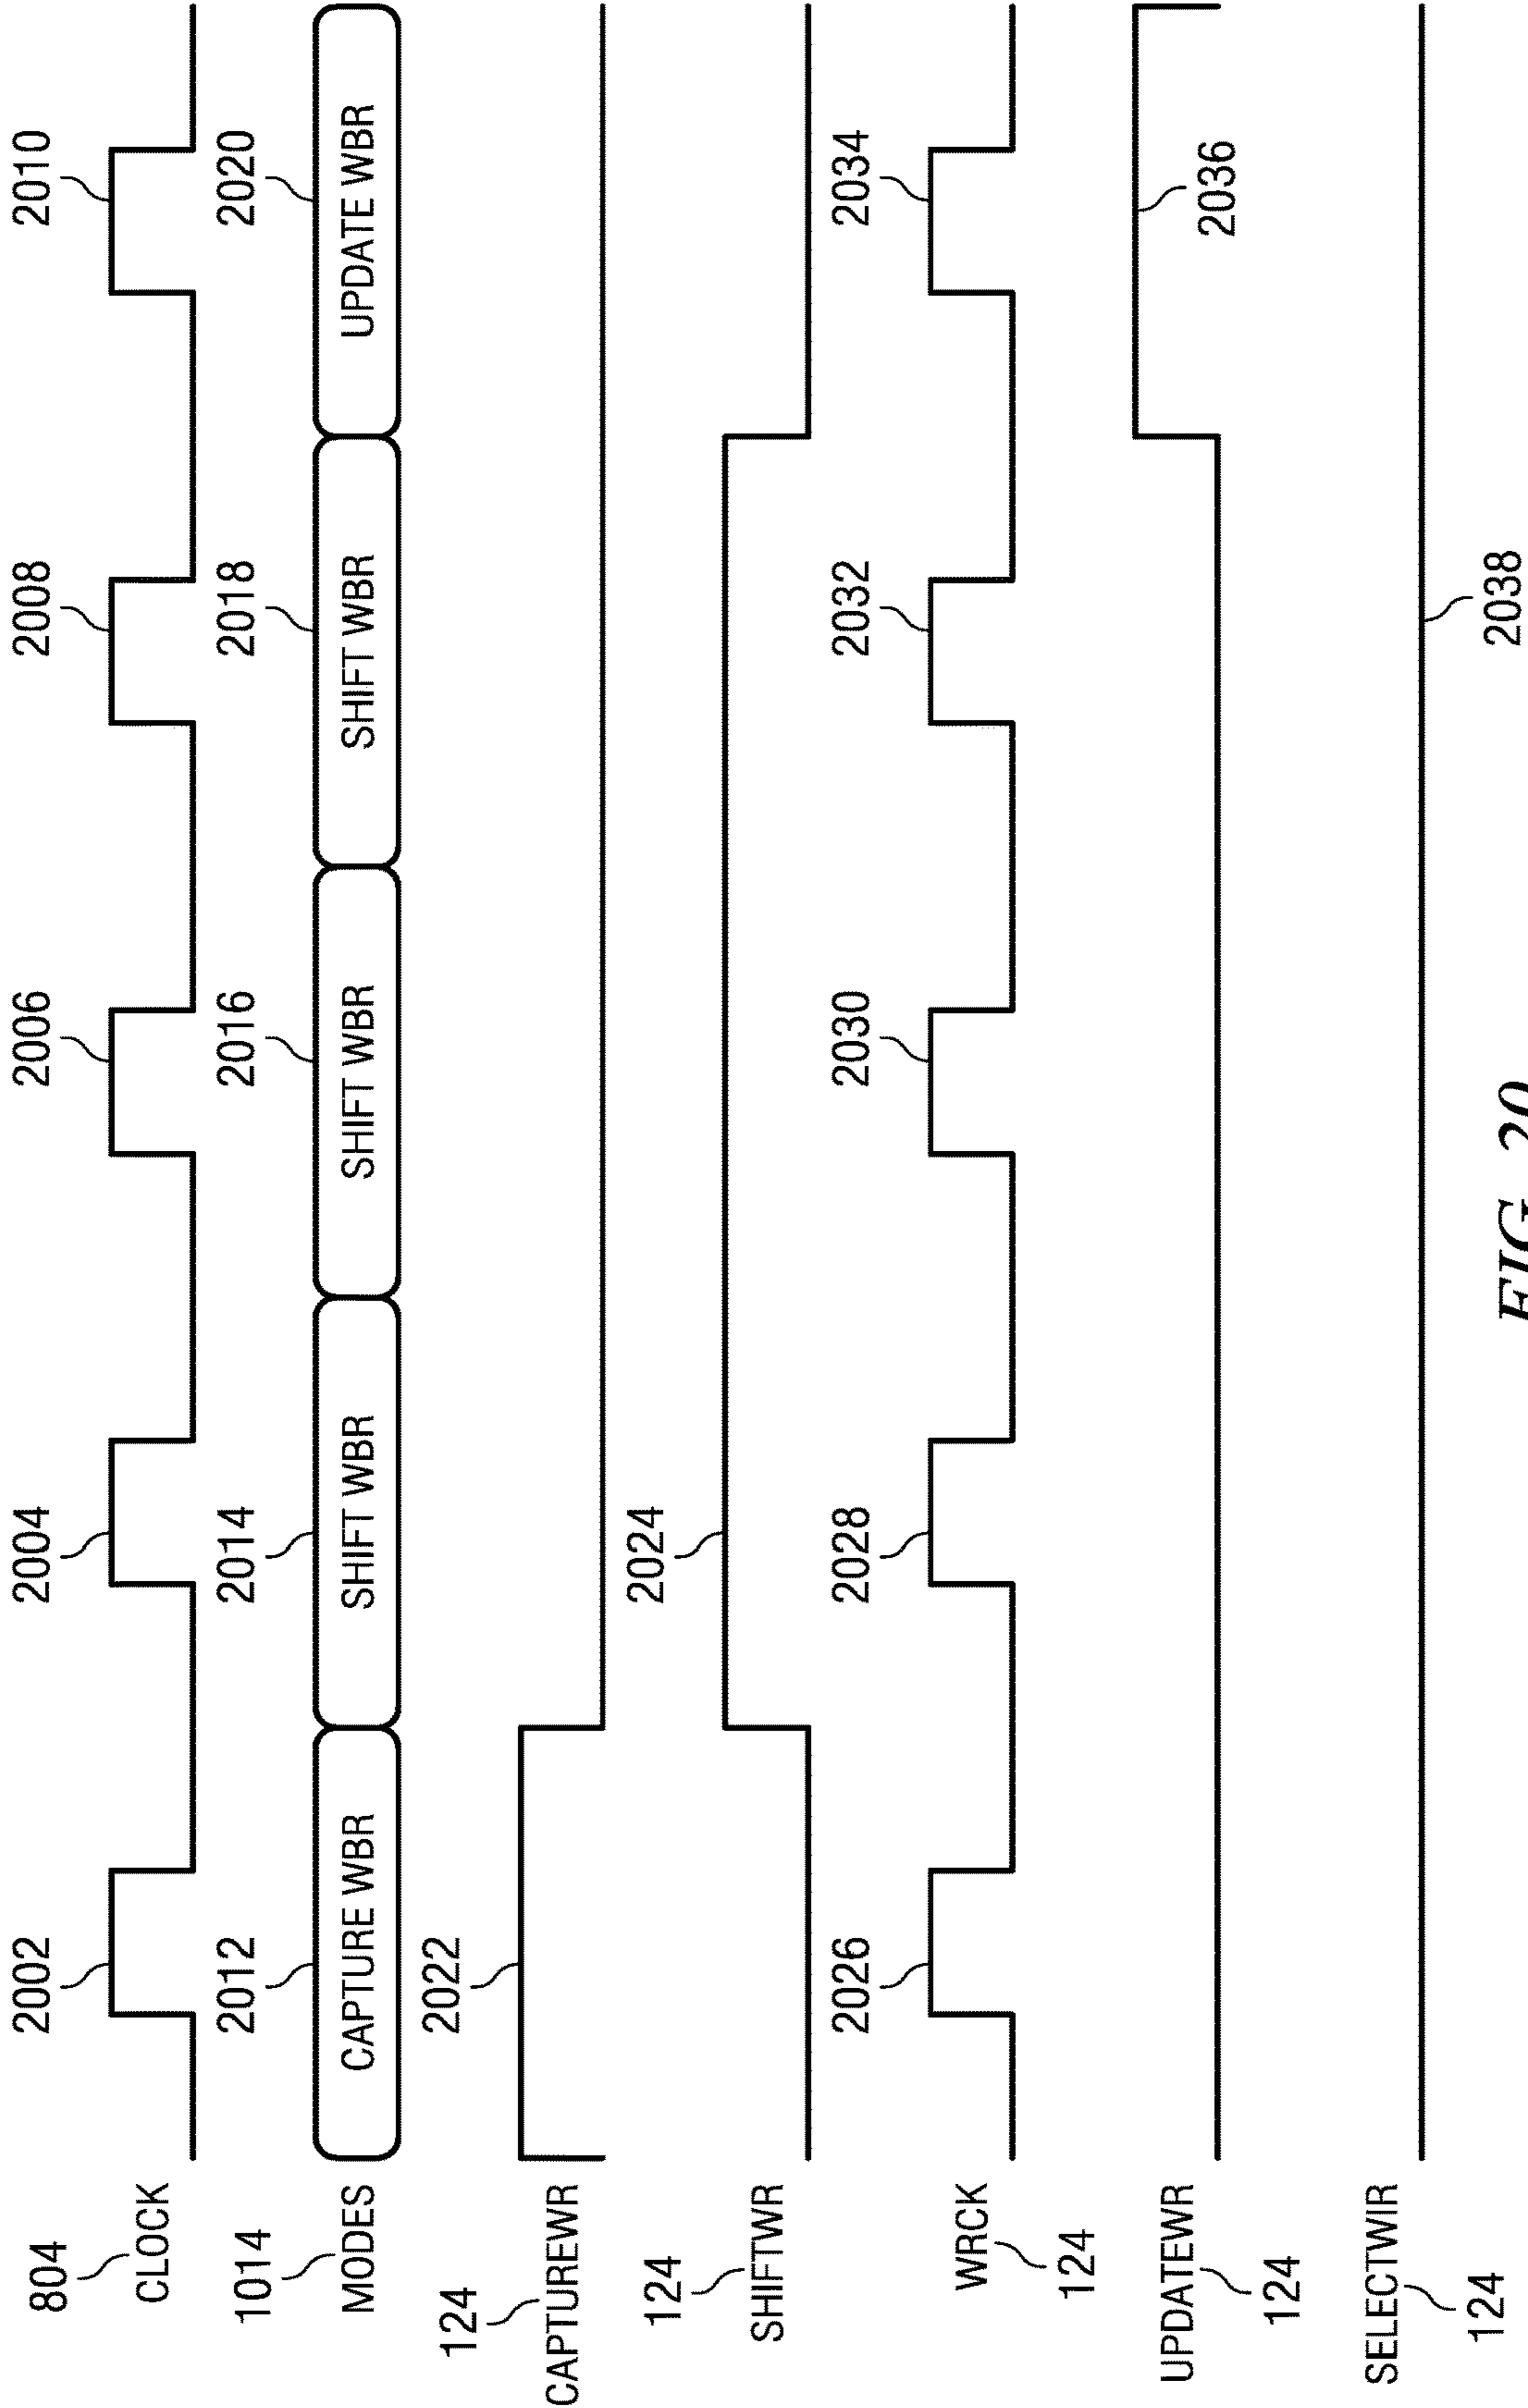 804
CLOCK
2002
2004
2006
2008
2010
1014
MODES
2012
2014
2016
2018
2020
CAPTURE WBR
SHIFT WBR
SHIFT WBR
SHIFT WBR
UPDATE WBR
124
CAPTUREWR
2022
124
SHIFTWR
2024
WRCK
124
2026
2028
2030
2032
2034
UPDATEWR
124
2036
SELECTWIR
124
2038
FIG. 20